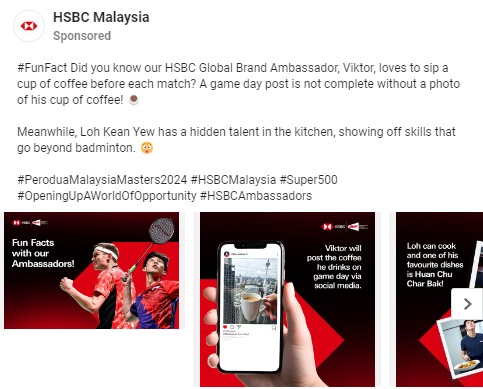 HSBC Malaysia
Sponsored
#FunFact Did you know our HSBC Global Brand Ambassador, Viktor, loves to sip a
cup of coffee before each match? A game day post is not complete without a photo
of his cup of coffee! ☕
Meanwhile, Loh Kean Yew has a hidden talent in the kitchen, showing off skills that
go beyond badminton.
#PeroduaMalaysiaMasters2024 #HSBCMalaysia #Super500
#OpeningUpAWorldOfOpportunity #HSBCAmbassadors
HSBC
Fun Facts
with our
Ambassadors!
HSBC
Viktor will
post the coffee
he drinks on
game day via
social media.
HSBC
Loh can cook
and one of his
favourite dishes
is Huan Chu
Char Bak!